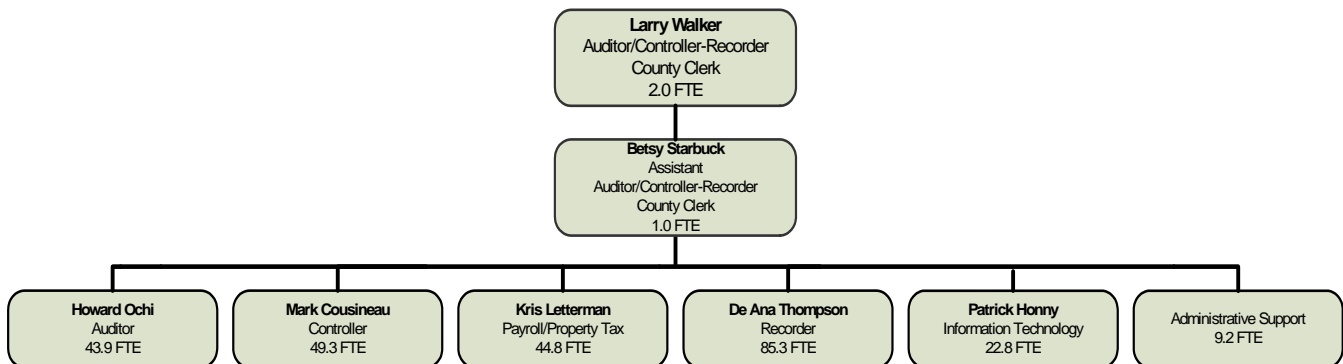 Larry Walker
Auditor/Controller-Recorder
County Clerk
2.0 FTE
Betsy Starbuck
Assistant
Auditor/Controller-Recorder
County Clerk
1.0 FTE
Howard Ochi
Auditor
43.9 FTE
Mark Cousineau
Controller
49.3 FTE
Kris Letterman
Payroll/Property Tax
44.8 FTE
De Ana Thompson
Recorder
85.3 FTE
Patrick Honny
Information Technology
22.8 FTE
Administrative Support
9.2 FTE